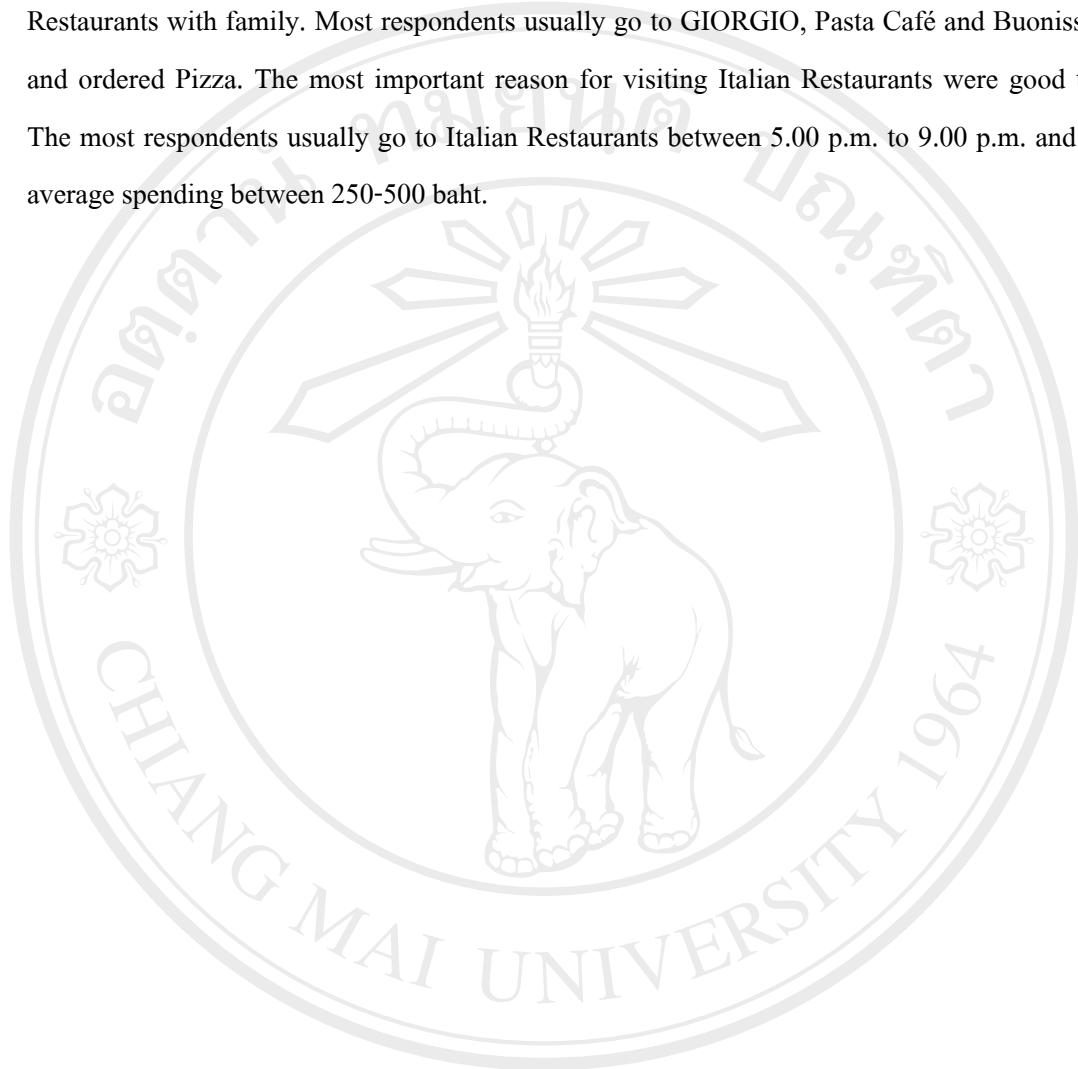 Restaurants with family. Most respondents usually go to GIORGIO, Pasta Café and
and ordered Pizza. The most important reason for visiting Italian Restaurants were good
The most respondents usually go to Italian Restaurants between 5.00 p.m. to 9.00 p.m. and
average spending between 250-500 baht.
CHIANG MAI UNIVERSITY 1964